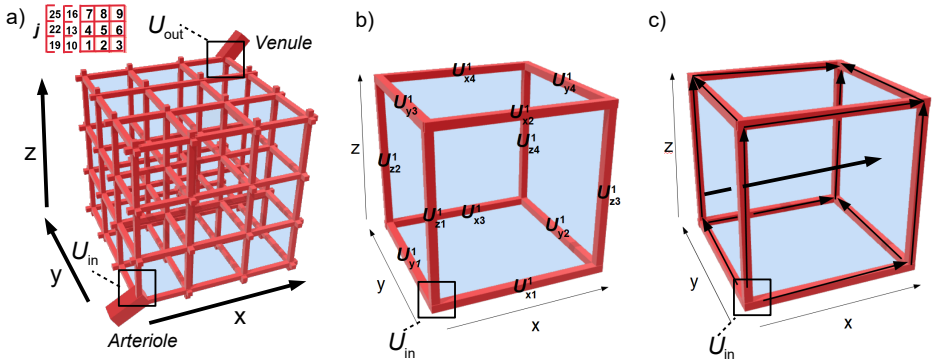 a)
j
25 16 7 8 9
22 13 4 5 6
19 10 1 2 3
U_out
Venule
z
y
x
U_in
Arteriole
b)
U^1_x4
U^1_y4
U^1_y3
U^1_x2
U^1_z4
z
U^1_z2
U^1_z3
U^1_z1
U^1_x3
U^1_y2
U^1_y1
U^1_x1
y
x
U_in
c)
z
y
x
U_in